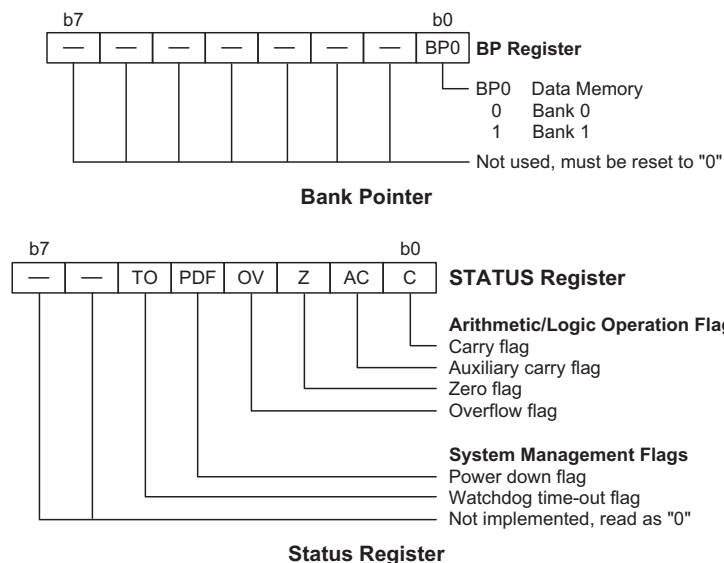 b7 b0
— — — — — — — BP0 BP Register
BP0 Data Memory
0 Bank 0
1 Bank 1
Not used, must be reset to "0"
Bank Pointer
b7 b0
— — TO PDF OV Z AC C STATUS Register
Arithmetic/Logic Operation Flag
Carry flag
Auxiliary carry flag
Zero flag
Overflow flag
System Management Flags
Power down flag
Watchdog time-out flag
Not implemented, read as "0"
Status Register